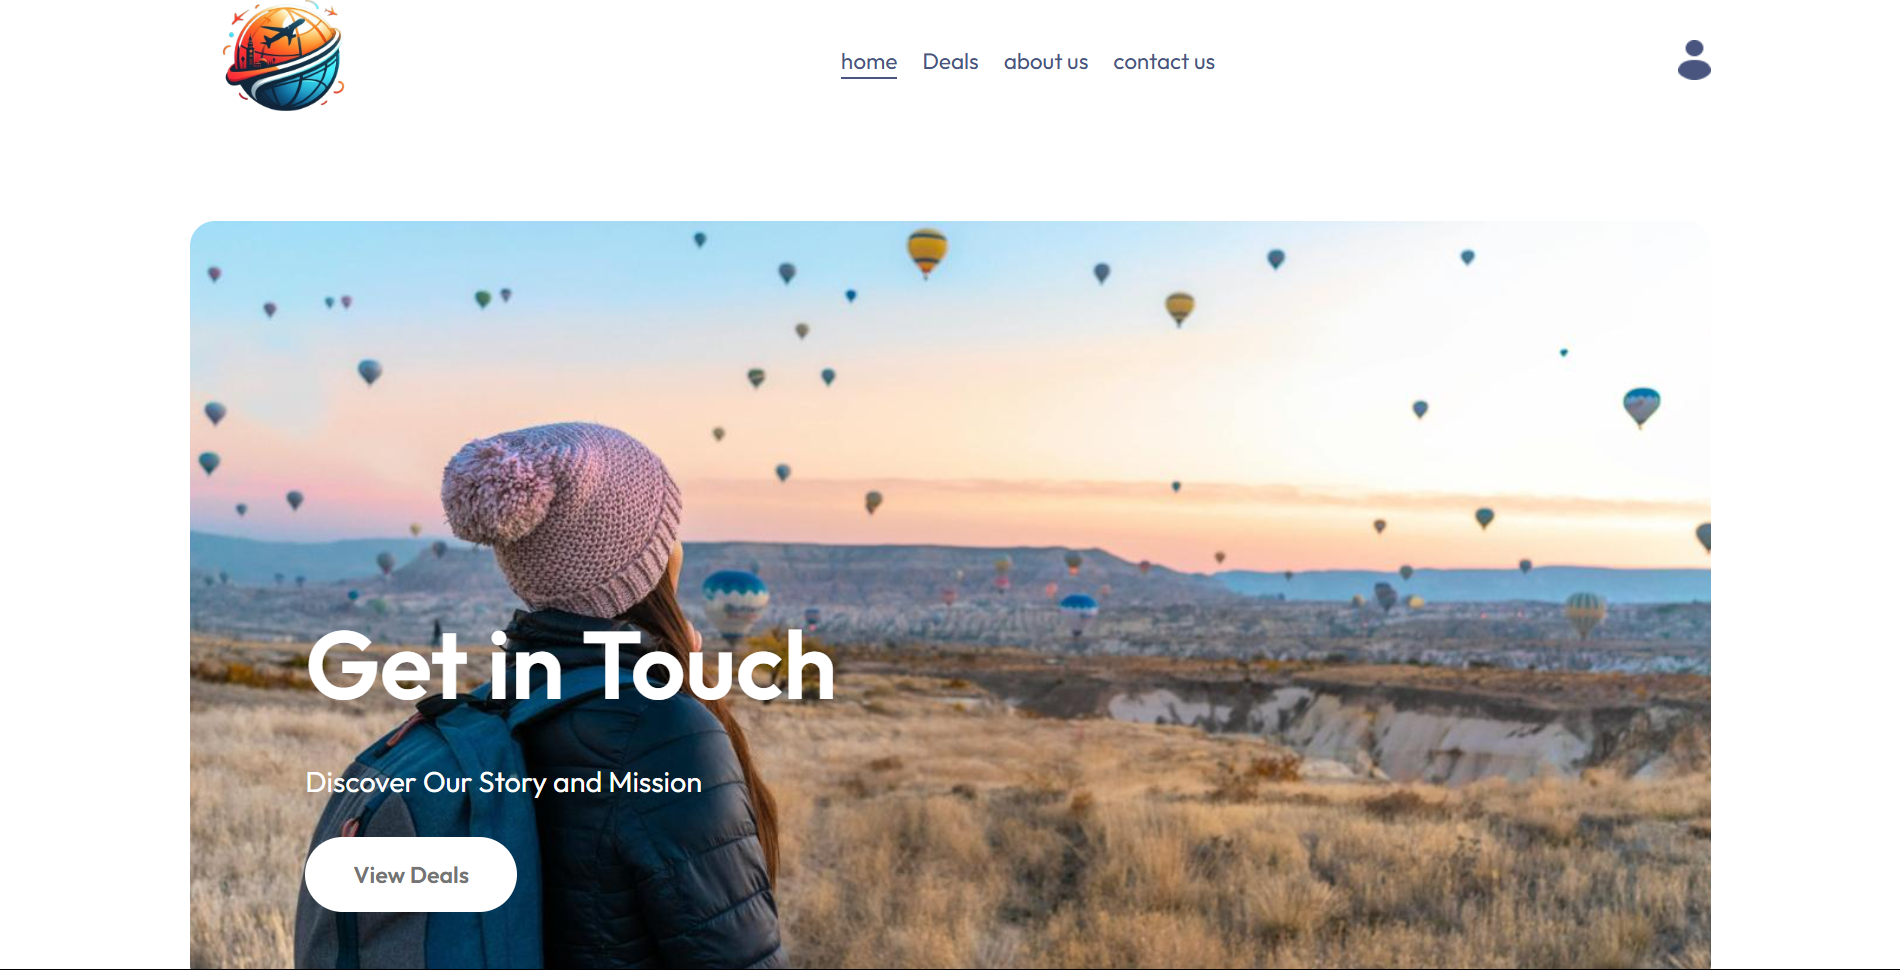 home Deals about us contact us
Get in Touch
Discover Our Story and Mission
View Deals